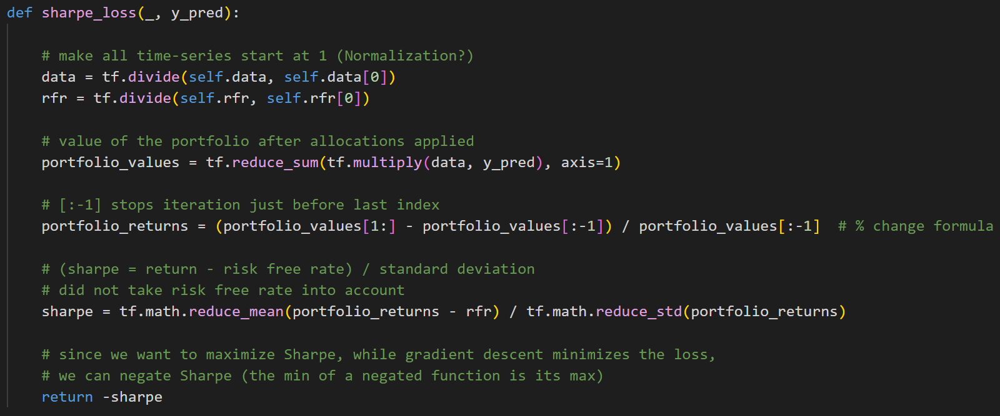 def sharpe_loss(_, y_pred):
# make all time-series start at 1 (Normalization?)
data = tf.divide(self.data, self.data[0])
rfr = tf.divide(self.rfr, self.rfr[0])
# value of the portfolio after allocations applied
portfolio_values = tf.reduce_sum(tf.multiply(data, y_pred), axis=1)
# [:-1] stops iteration just before last index
portfolio_returns = (portfolio_values[1:] - portfolio_values[:-1]) / portfolio_values[:-1]  # % change formula
# (sharpe = return - risk free rate) / standard deviation
# did not take risk free rate into account
sharpe = tf.math.reduce_mean(portfolio_returns - rfr) / tf.math.reduce_std(portfolio_returns)
# since we want to maximize Sharpe, while gradient descent minimizes the loss,
# we can negate Sharpe (the min of a negated function is its max)
return -sharpe